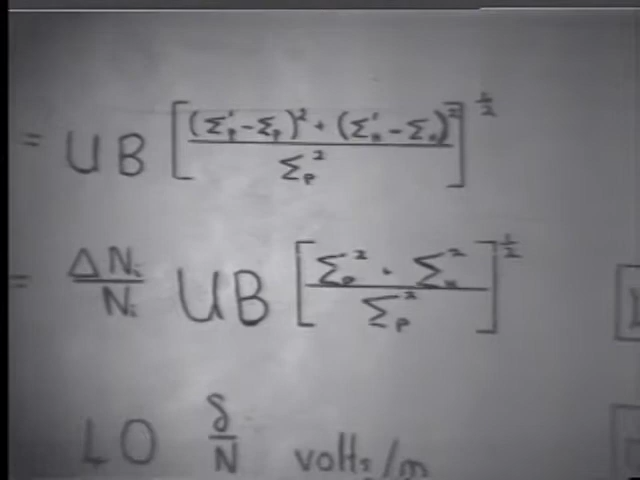 = UB [ (Σ'ₚ - Σₚ)² + (Σ'ₙ - Σₙ)² / Σₚ² ]^½
= ΔNᵢ / Nᵢ UB [ Σₚ² + Σₙ² / Σₚ² ]^½
LO δ/N volts/m